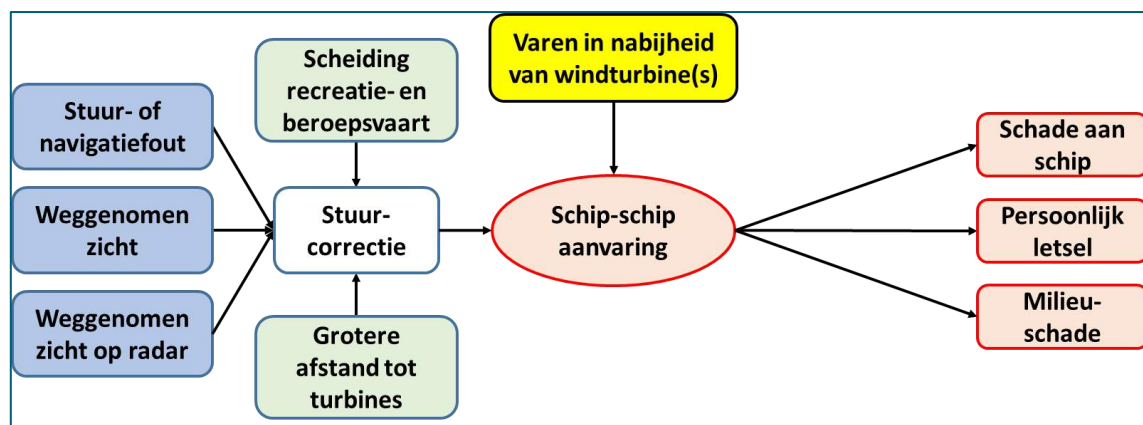 Stuur- of
navigatiefout
Weggenomen
zicht
Weggenomen
zicht op radar
Scheiding
recreatie- en
beroepsvaart
Stuur-
correctie
Grotere
afstand tot
turbines
Varen in nabijheid
van windturbine(s)
Schip-schip
aanvaring
Schade aan
schip
Persoonlijk
letsel
Milieu-
schade